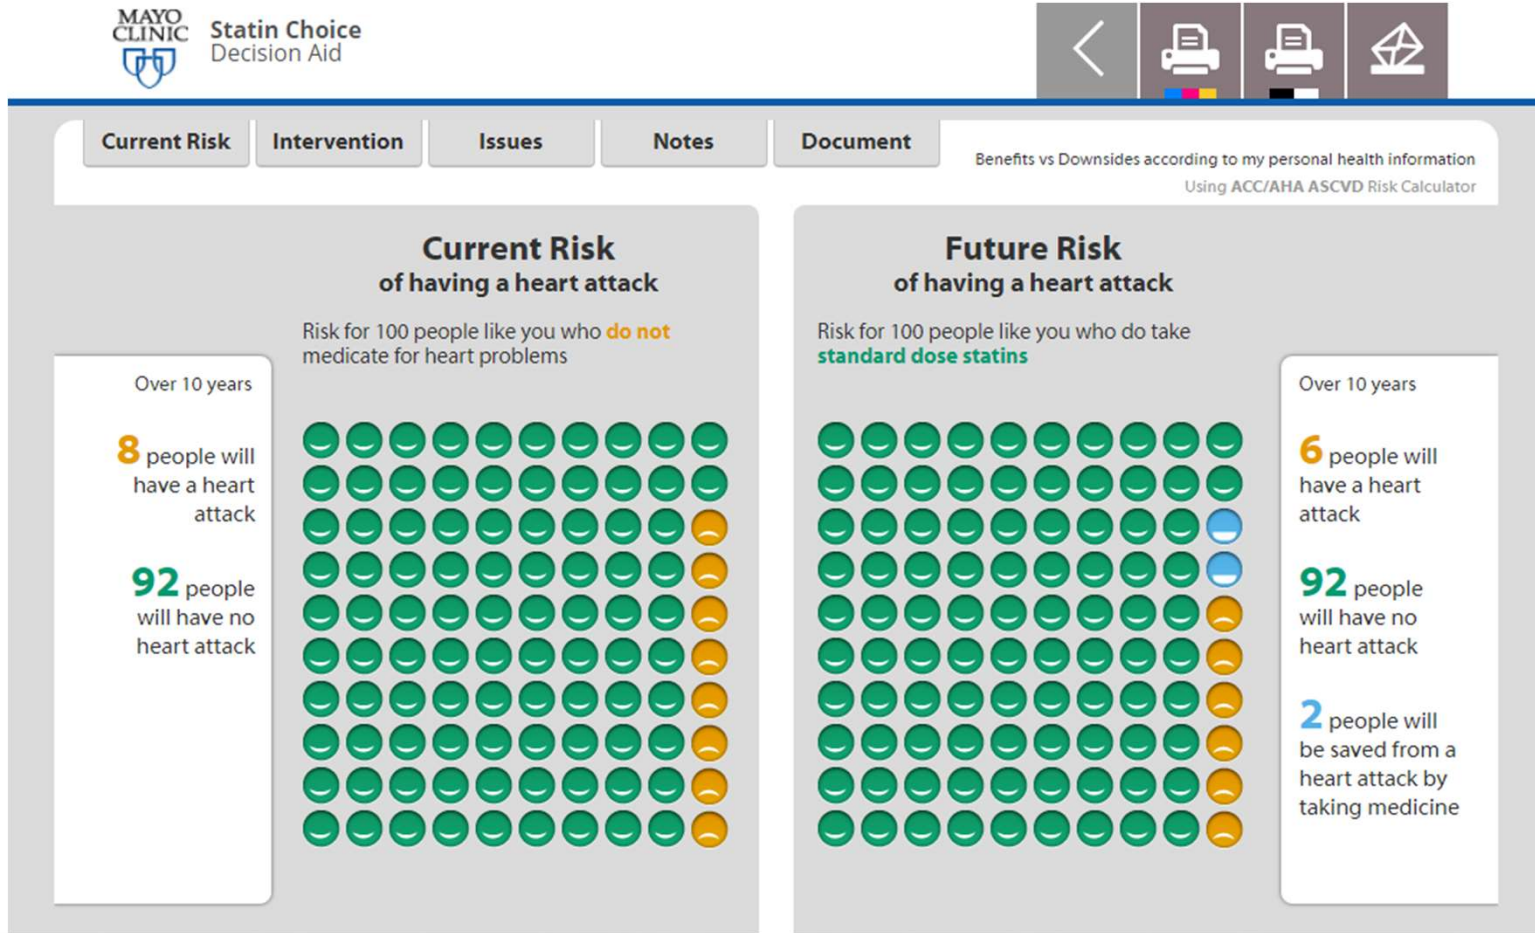 MAYO
CLINIC
Statin Choice
Decision Aid
Current Risk
Intervention
Issues
Notes
Document
Benefits vs Downsides according to my personal health information
Using ACC/AHA ASCVD Risk Calculator
Current Risk
of having a heart attack
Risk for 100 people like you who do not
medicate for heart problems
Over 10 years
8 people will
have a heart
attack
92 people
will have no
heart attack
Future Risk
of having a heart attack
Risk for 100 people like you who do take
standard dose statins
Over 10 years
6 people will
have a heart
attack
92 people
will have no
heart attack
2 people will
be saved from a
heart attack by
taking medicine